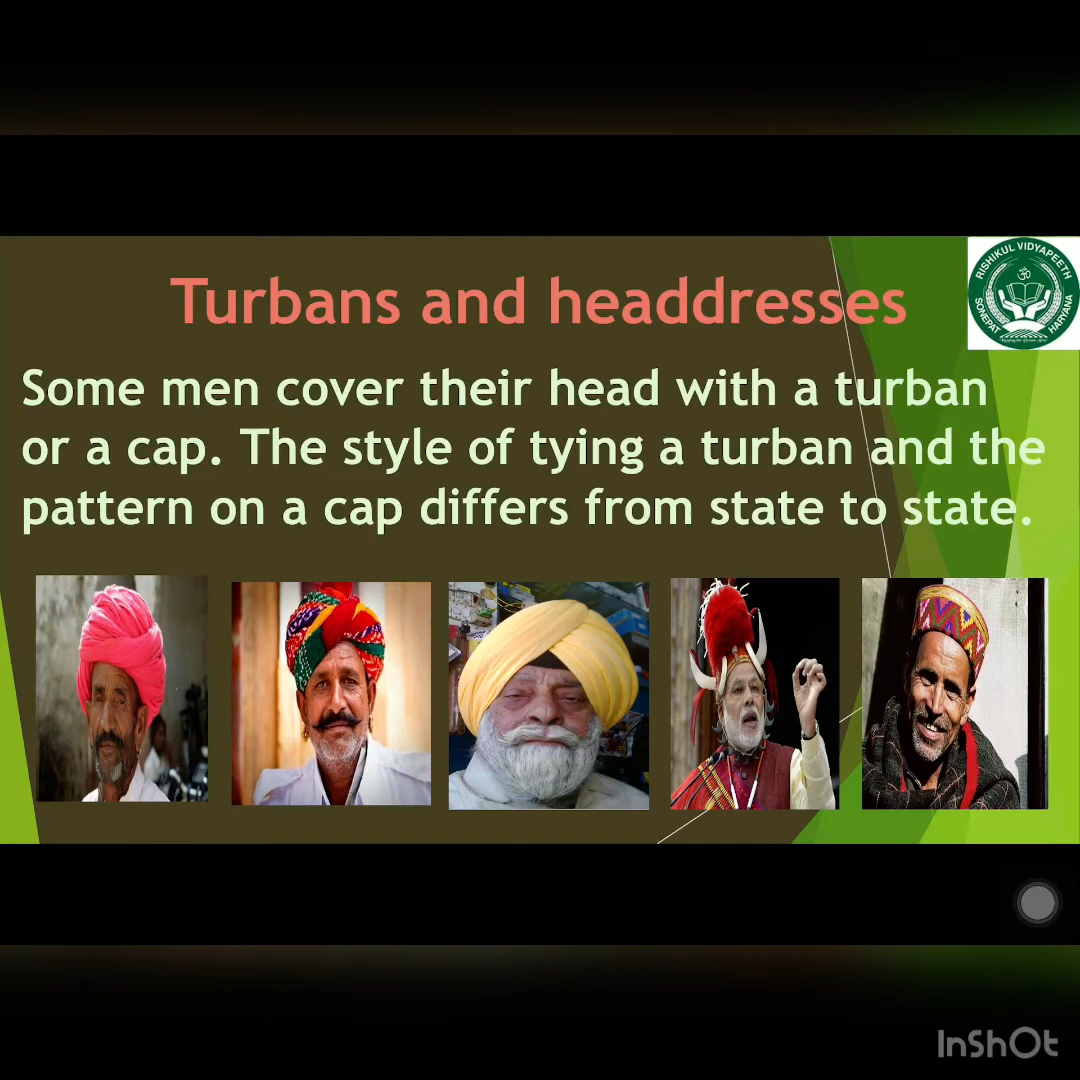 Turbans and headdresses
RISHIKUL VIDYAPEETH
SONEPAT
HARYANA
ॐ
Some men cover their head with a turban
or a cap. The style of tying a turban and the
pattern on a cap differs from state to state.
InShOt